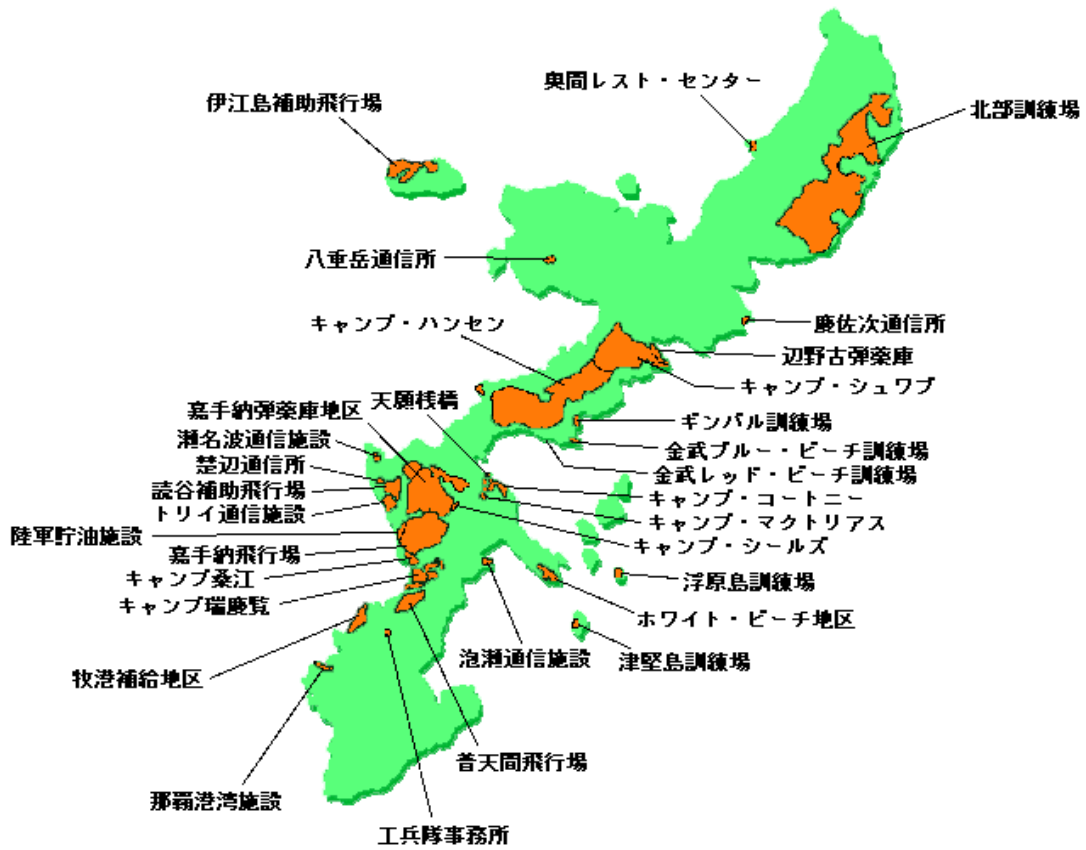 奥間レスト・センター
伊江島補助飛行場
北部訓練場
八重岳通信所
キャンプ・ハンセン
慶佐次通信所
辺野古弾薬庫
キャンプ・シュワブ
天願桟橋
嘉手納弾薬庫地区
ギンバル訓練場
瀬名波通信施設
金武ブルー・ビーチ訓練場
楚辺通信所
金武レッド・ビーチ訓練場
読谷補助飛行場
キャンプ・コートニー
トリイ通信施設
キャンプ・マクトリアス
陸軍貯油施設
キャンプ・シールズ
嘉手納飛行場
キャンプ桑江
浮原島訓練場
キャンプ瑞慶覧
ホワイト・ビーチ地区
泡瀬通信施設
津堅島訓練場
牧港補給地区
普天間飛行場
那覇港湾施設
工兵隊事務所